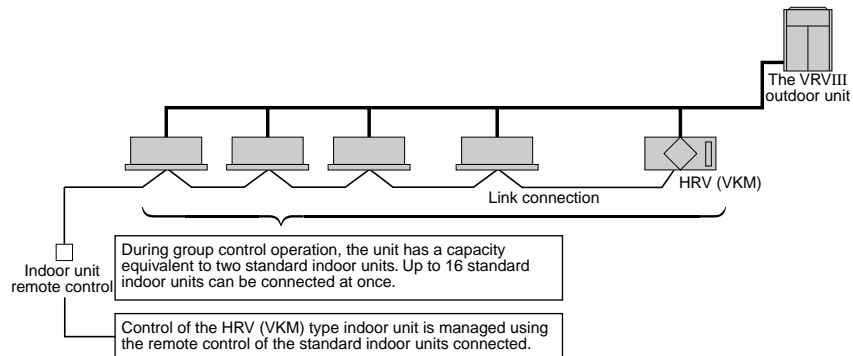 The VRVIII
outdoor unit
HRV (VKM)
Link connection
Indoor unit
remote control
During group control operation, the unit has a capacity
equivalent to two standard indoor units. Up to 16 standard
indoor units can be connected at once.
Control of the HRV (VKM) type indoor unit is managed using
the remote control of the standard indoor units connected.